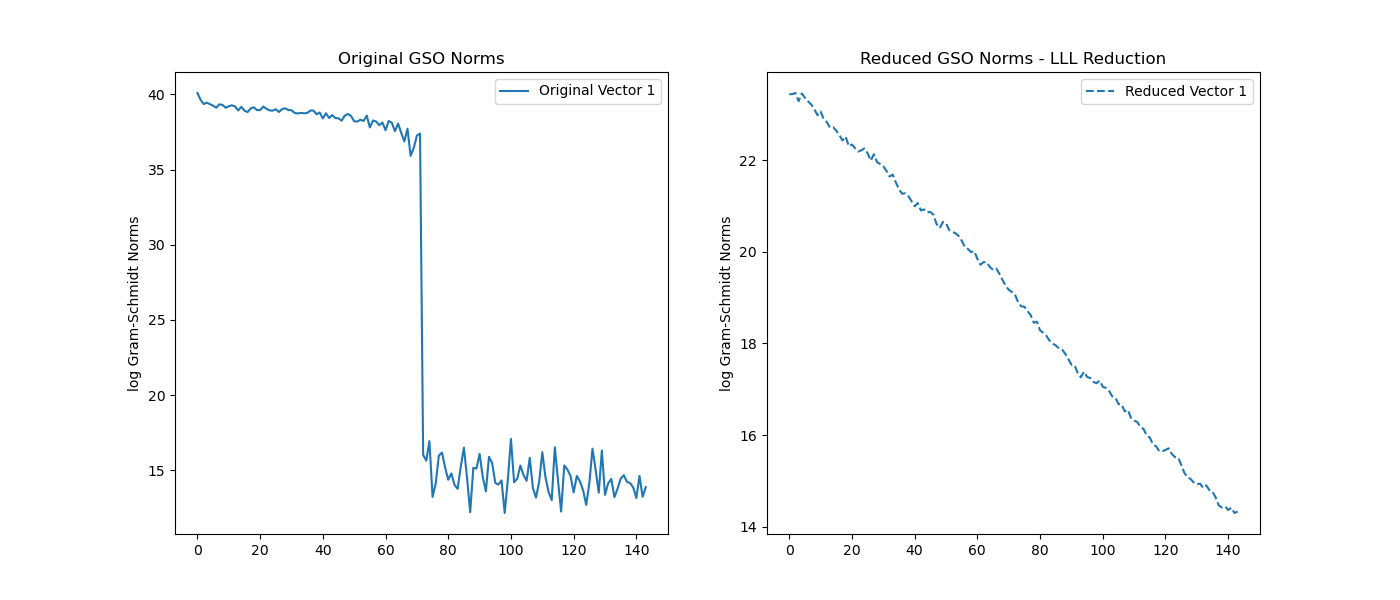 Original GSO Norms
Original Vector 1
log Gram-Schmidt Norms
40
35
30
25
20
15
0 20 40 60 80 100 120 140
Reduced GSO Norms - LLL Reduction
Reduced Vector 1
log Gram-Schmidt Norms
22
20
18
16
14
0 20 40 60 80 100 120 140